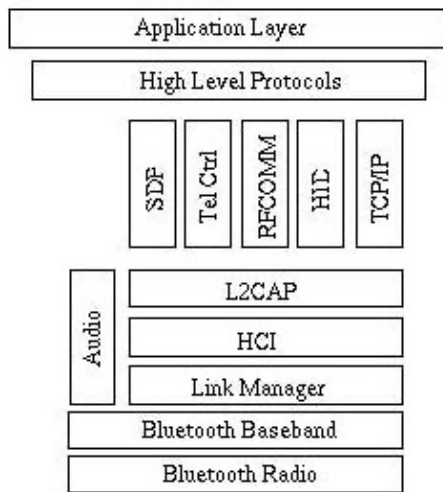 Application Layer
High Level Protocols
SDP
Tel Ctrl
RFCOMM
HID
TCP/IP
Audio
L2CAP
HCI
Link Manager
Bluetooth Baseband
Bluetooth Radio